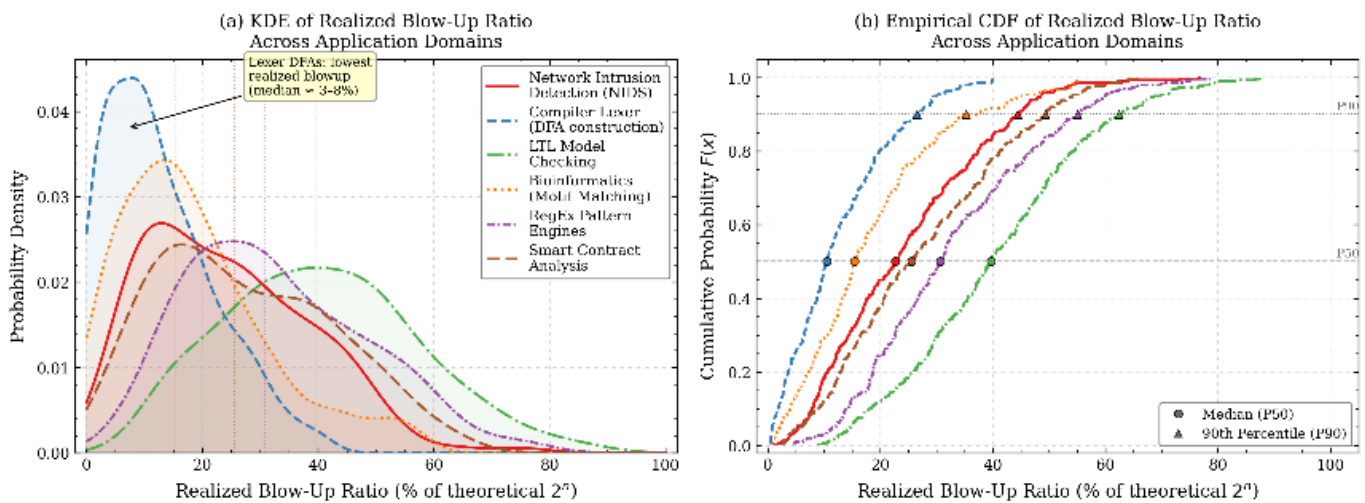 (a) KDE of Realized Blow-Up Ratio
Across Application Domains
Lexer DFAs: lowest
realized blowup
(median ≈ 3–8%)
Network Intrusion
Detection (NIDS)
Compiler Lexer
(DFA construction)
LTL Model
Checking
Bioinformatics
(Motif Matching)
RegEx Pattern
Engines
Smart Contract
Analysis
Probability Density
0.04
0.03
0.02
0.01
0.00
0 20 40 60 80 100
Realized Blow-Up Ratio (% of theoretical 2ⁿ)
(b) Empirical CDF of Realized Blow-Up Ratio
Across Application Domains
Cumulative Probability F(x)
1.0
0.8
0.6
0.4
0.2
0.0
P90
P50
Median (P50)
90th Percentile (P90)
0 20 40 60 80 100
Realized Blow-Up Ratio (% of theoretical 2ⁿ)